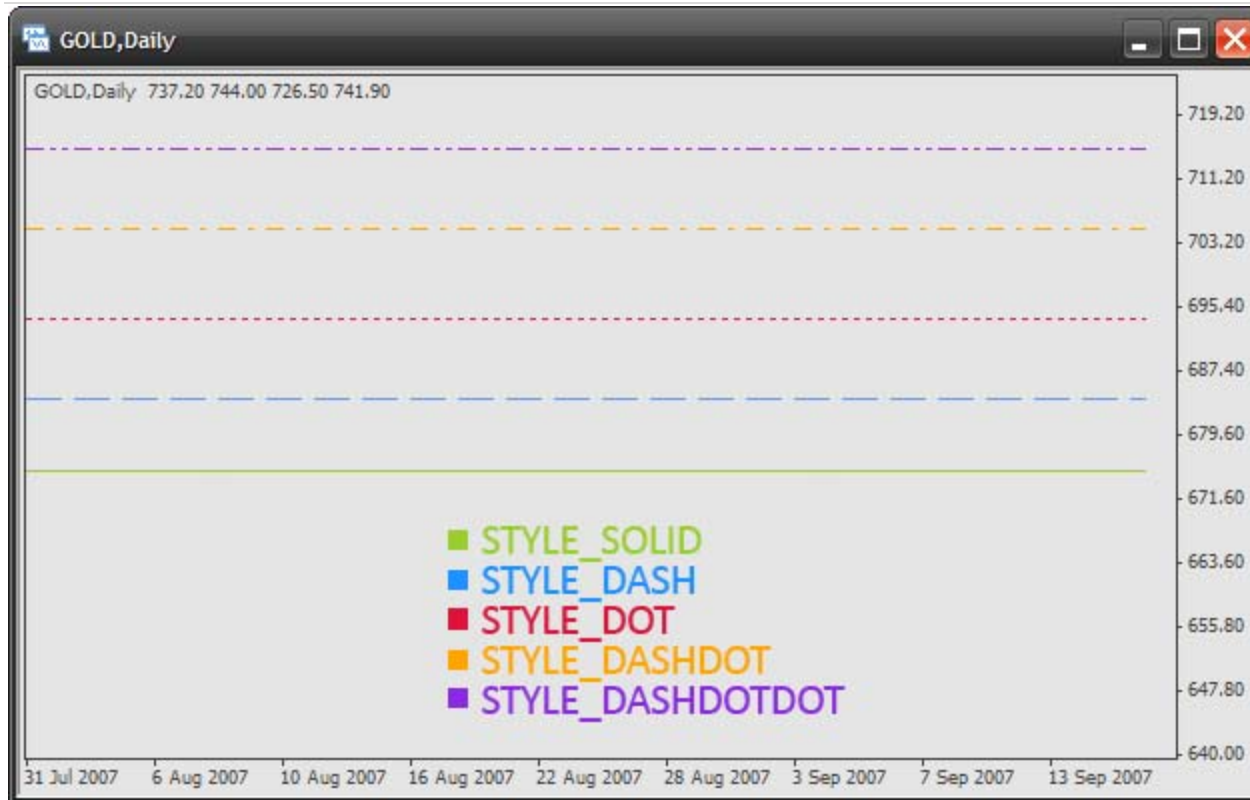 GOLD,Daily
GOLD,Daily 737.20 744.00 726.50 741.90
719.20
711.20
703.20
695.40
687.40
679.60
671.60
663.60
655.80
647.80
640.00
STYLE_SOLID
STYLE_DASH
STYLE_DOT
STYLE_DASHDOT
STYLE_DASHDOTDOT
31 Jul 2007 6 Aug 2007 10 Aug 2007 16 Aug 2007 22 Aug 2007 28 Aug 2007 3 Sep 2007 7 Sep 2007 13 Sep 2007